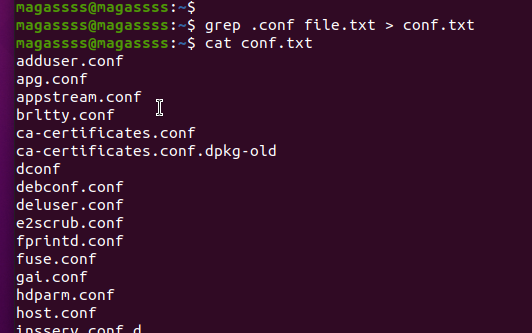 magassss@magassss:~$
magassss@magassss:~$ grep .conf file.txt > conf.txt
magassss@magassss:~$ cat conf.txt
adduser.conf
apg.conf
appstream.conf
brltty.conf
ca-certificates.conf
ca-certificates.conf.dpkg-old
dconf
debconf.conf
deluser.conf
e2scrub.conf
fprintd.conf
fuse.conf
gai.conf
hdparm.conf
host.conf
insserv.conf.d